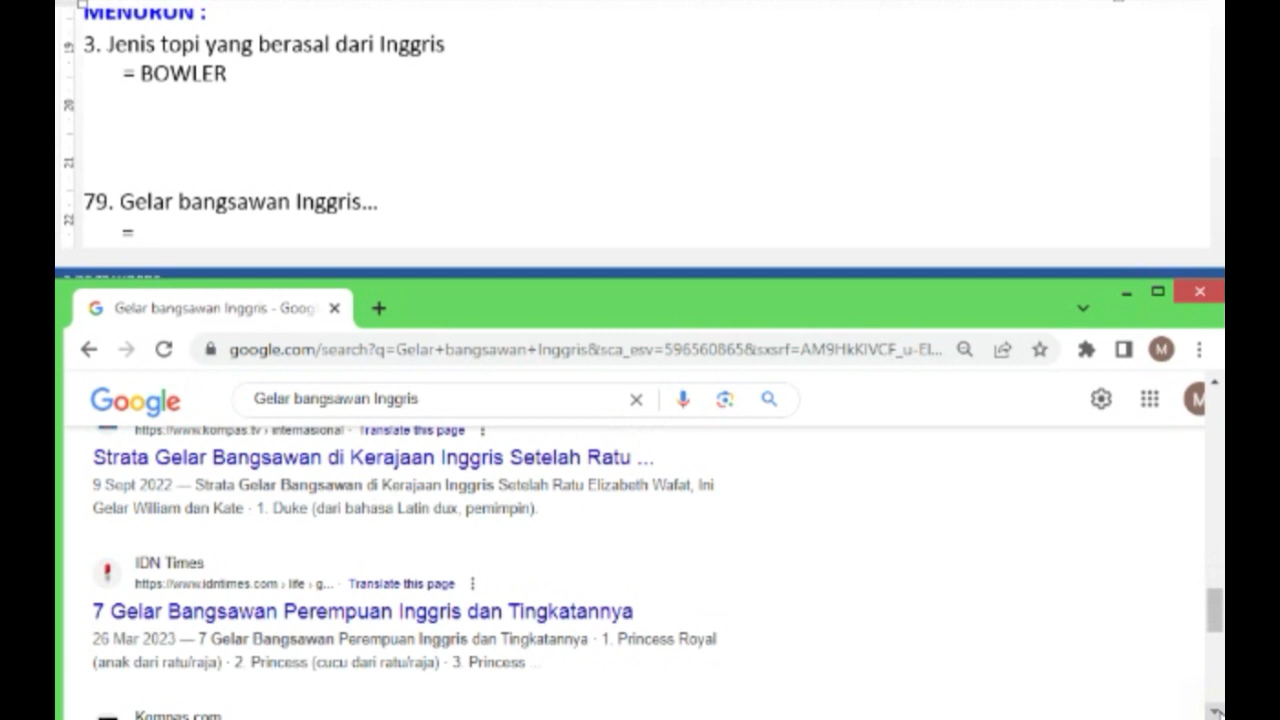 MENURUN :
19
3. Jenis topi yang berasal dari Inggris
= BOWLER
20
21
79. Gelar bangsawan Inggris...
22
=
Gelar bangsawan Inggris - Goog
google.com/search?q=Gelar+bangsawan+Inggris&sca_esv=596560865&sxsrf=AM9HkKlVCF_u-El...
M
Google
Gelar bangsawan Inggris
M
https://www.kompas.tv › internasional · Translate this page
Strata Gelar Bangsawan di Kerajaan Inggris Setelah Ratu ...
9 Sept 2022 — Strata Gelar Bangsawan di Kerajaan Inggris Setelah Ratu Elizabeth Wafat, Ini
Gelar William dan Kate · 1. Duke (dari bahasa Latin dux, pemimpin).
IDN Times
https://www.idntimes.com › life › g... · Translate this page
7 Gelar Bangsawan Perempuan Inggris dan Tingkatannya
26 Mar 2023 — 7 Gelar Bangsawan Perempuan Inggris dan Tingkatannya · 1. Princess Royal
(anak dari ratu/raja) · 2. Princess (cucu dari ratu/raja) · 3. Princess ...
Kompas.com